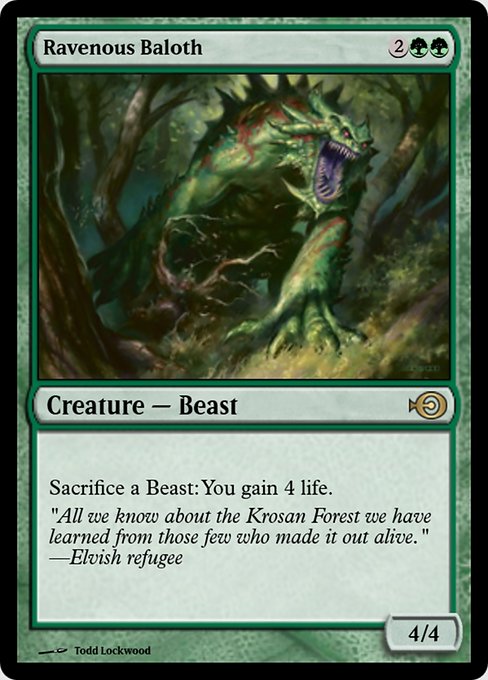 Ravenous Baloth 2
Creature — Beast
Sacrifice a Beast: You gain 4 life.
"All we know about the Krosan Forest we have
learned from those few who made it out alive."
—Elvish refugee
4/4
Todd Lockwood